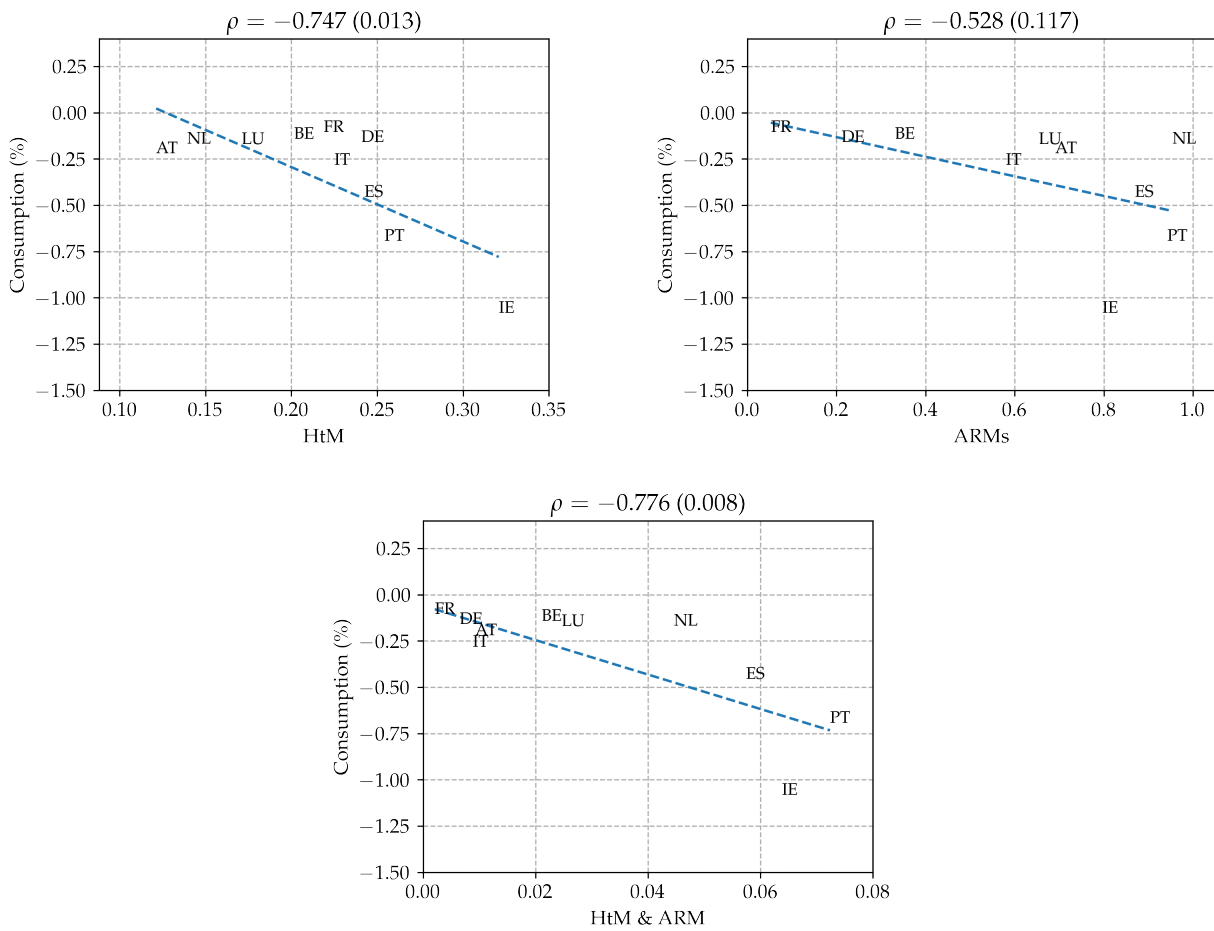 ρ = −0.747 (0.013)
Consumption (%)
0.25
0.00
−0.25
−0.50
−0.75
−1.00
−1.25
−1.50
FR
BE
DE
NL
LU
AT
IT
ES
PT
IE
0.10 0.15 0.20 0.25 0.30 0.35
HtM
ρ = −0.528 (0.117)
Consumption (%)
0.25
0.00
−0.25
−0.50
−0.75
−1.00
−1.25
−1.50
FR
BE
DE
LU
NL
AT
IT
ES
PT
IE
0.0 0.2 0.4 0.6 0.8 1.0
ARMs
ρ = −0.776 (0.008)
Consumption (%)
0.25
0.00
−0.25
−0.50
−0.75
−1.00
−1.25
−1.50
FR
BE
DE
LU
NL
AT
IT
ES
PT
IE
0.00 0.02 0.04 0.06 0.08
HtM & ARM